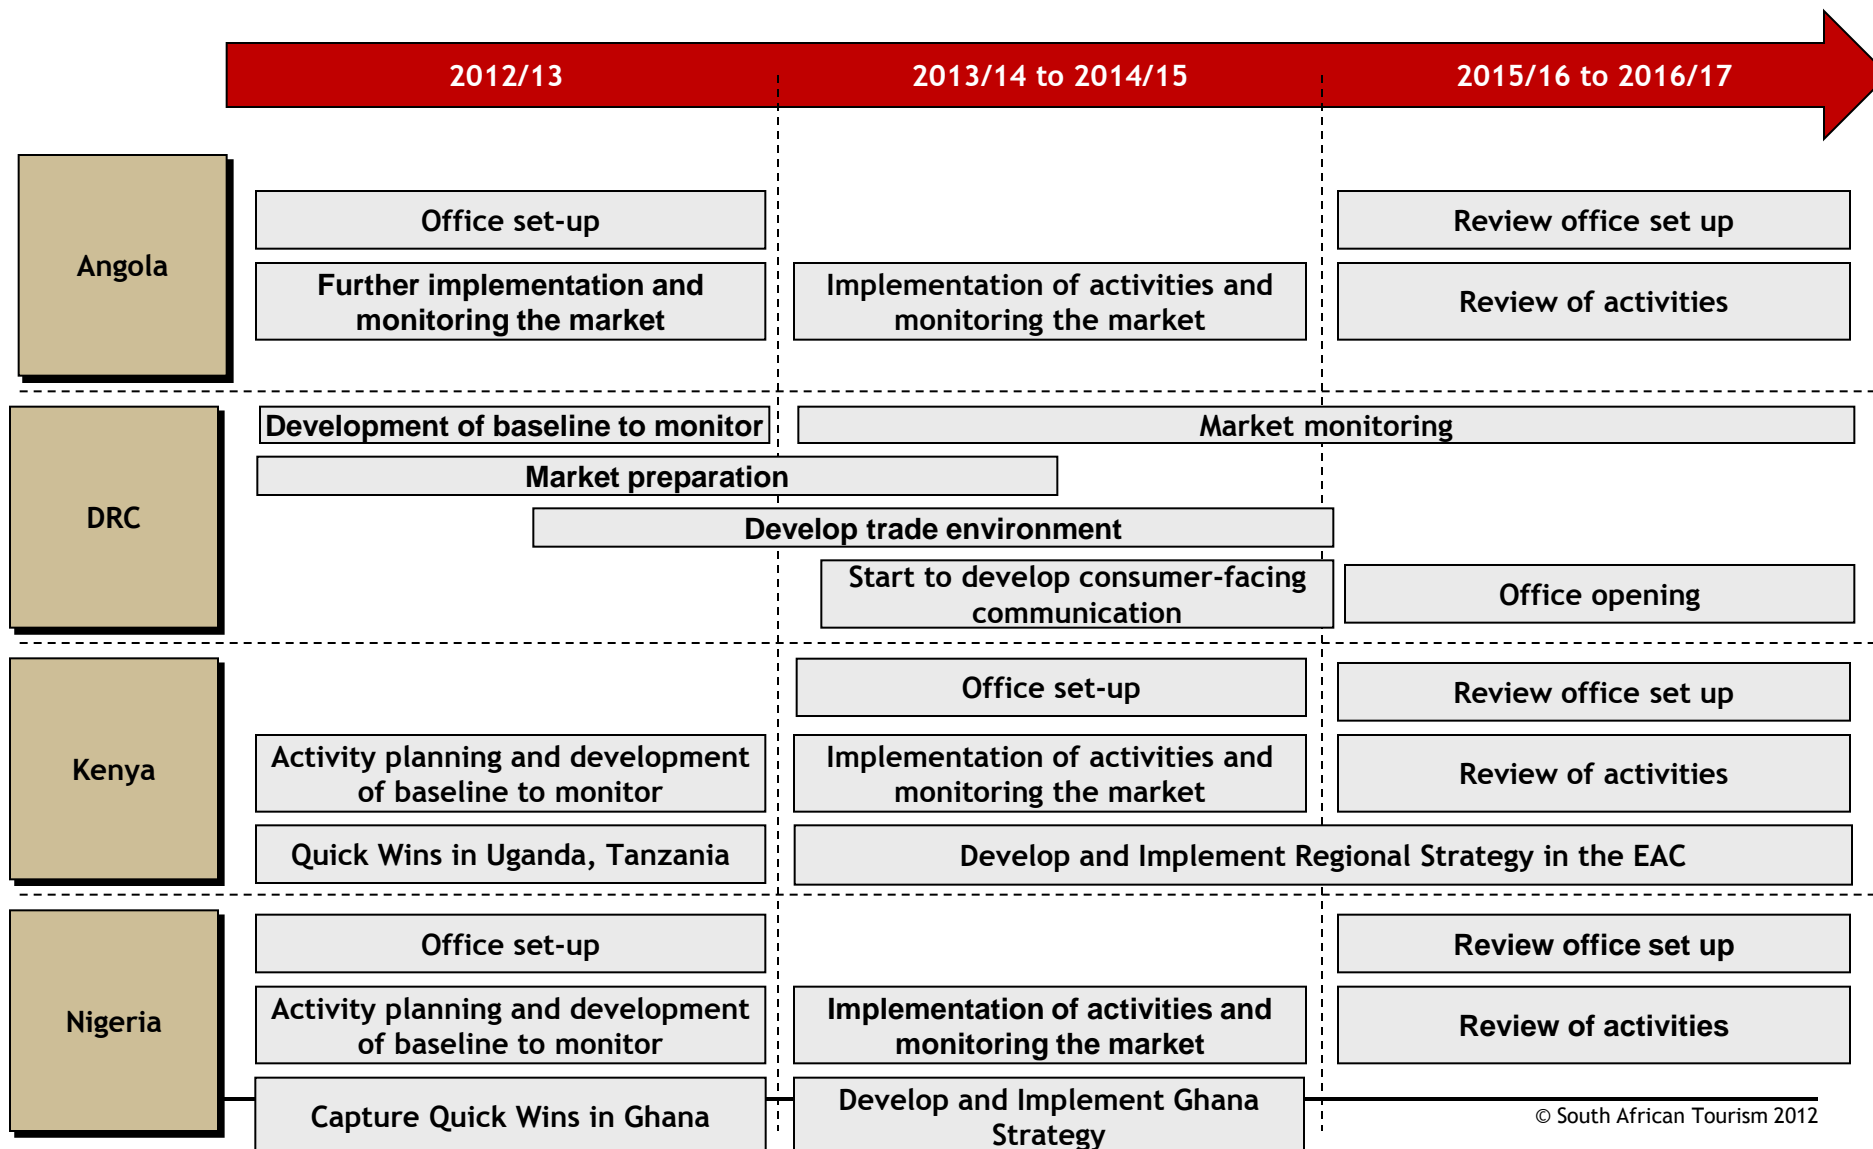 2012/13
2013/14 to 2014/15
2015/16 to 2016/17
Angola
Office set-up
Review office set up
Further implementation and
monitoring the market
Implementation of activities and
monitoring the market
Review of activities
DRC
Development of baseline to monitor
Market monitoring
Market preparation
Develop trade environment
Start to develop consumer-facing
communication
Office opening
Kenya
Office set-up
Review office set up
Activity planning and development
of baseline to monitor
Implementation of activities and
monitoring the market
Review of activities
Quick Wins in Uganda, Tanzania
Develop and Implement Regional Strategy in the EAC
Nigeria
Office set-up
Review office set up
Activity planning and development
of baseline to monitor
Implementation of activities and
monitoring the market
Review of activities
Capture Quick Wins in Ghana
Develop and Implement Ghana
Strategy
© South African Tourism 2012